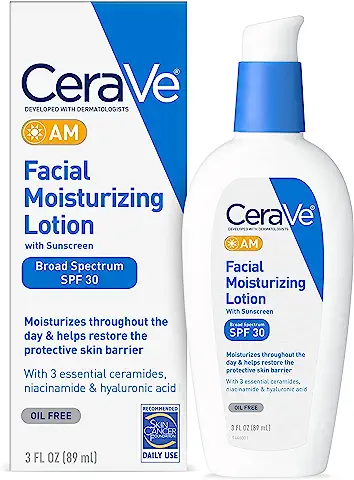 CeraVe®
DEVELOPED WITH DERMATOLOGISTS
AM
Facial
Moisturizing
Lotion
with Sunscreen
Broad Spectrum
SPF 30
Moisturizes throughout the
day & helps restore the
protective skin barrier
With 3 essential ceramides,
niacinamide & hyaluronic acid
OIL FREE
3 FL OZ (89 mL)
RECOMMENDED
SKIN
CANCER
FOUNDATION
DAILY USE
CeraVe®
DEVELOPED WITH DERMATOLOGISTS
AM
Facial
Moisturizing
Lotion
With Sunscreen
Broad Spectrum
SPF 30
Moisturizes throughout the
day & helps restore the
protective skin barrier
With 3 essential ceramides,
niacinamide & hyaluronic acid
OIL FREE
3 FL OZ (89 mL)